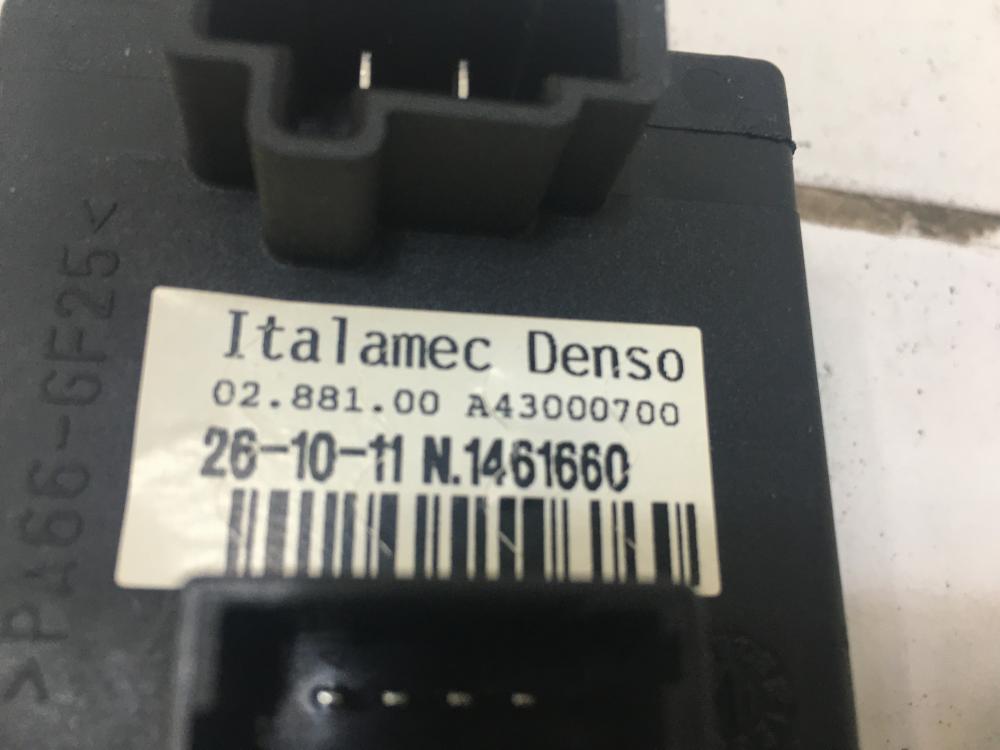 Italamec Denso
02.881.00 A43000700
26-10-11 N.1461660
>PA66-GF25<